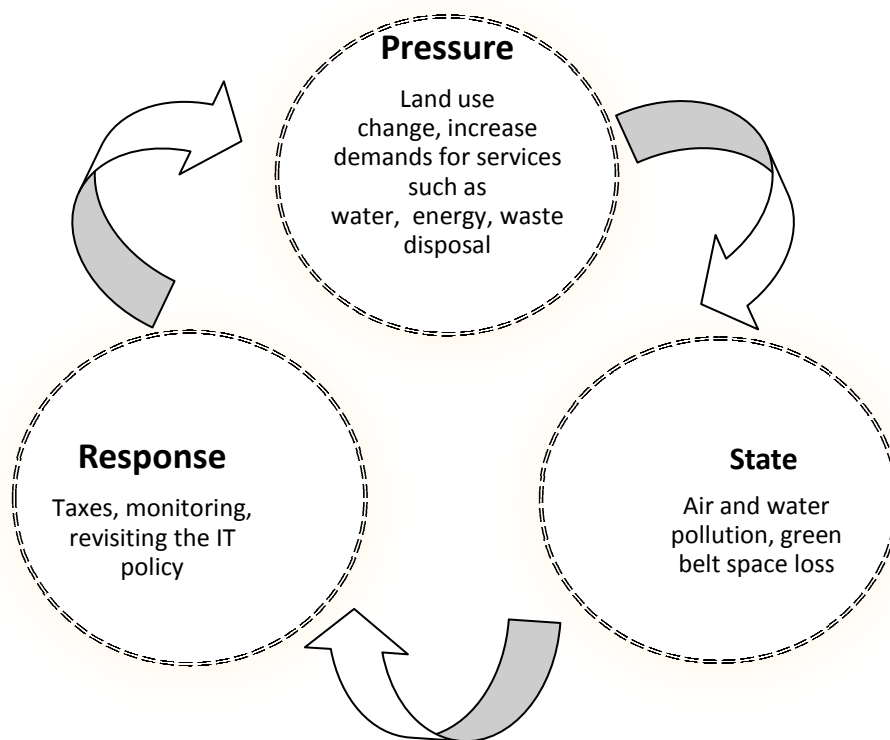 Pressure
Land use
change, increase
demands for services
such as
water, energy, waste
disposal
Response
Taxes, monitoring,
revisiting the IT
policy
State
Air and water
pollution, green
belt space loss